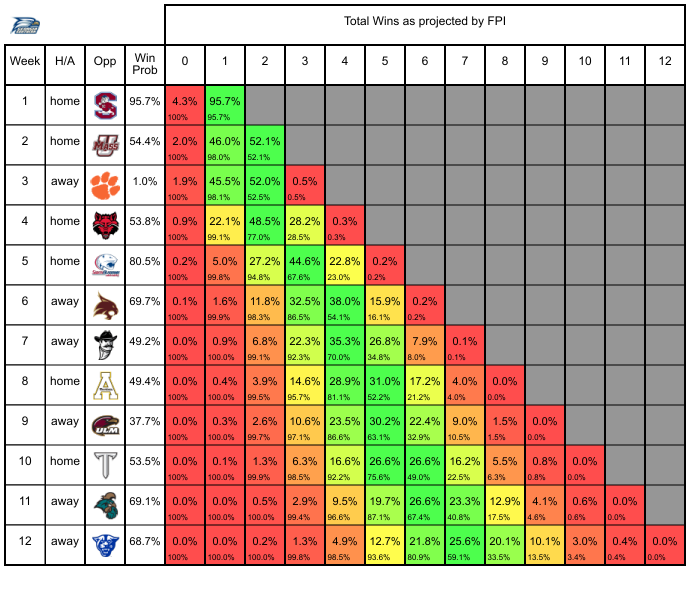 Total Wins as projected by FPI
Week H/A Opp Win Prob 0 1 2 3 4 5 6 7 8 9 10 11 12
1 home S 95.7% 4.3% 95.7%
100% 95.7%
2 home U MASS 54.4% 2.0% 46.0% 52.1%
100% 98.0% 52.1%
3 away 1.0% 1.9% 45.5% 52.0% 0.5%
100% 98.1% 52.5% 0.5%
4 home 53.8% 0.9% 22.1% 48.5% 28.2% 0.3%
100% 99.1% 77.0% 28.5% 0.3%
5 home 80.5% 0.2% 5.0% 27.2% 44.6% 22.8% 0.2%
100% 99.8% 94.8% 67.6% 23.0% 0.2%
6 away 69.7% 0.1% 1.6% 11.8% 32.5% 38.0% 15.9% 0.2%
100% 99.9% 98.3% 86.5% 54.1% 16.1% 0.2%
7 away 49.2% 0.0% 0.9% 6.8% 22.3% 35.3% 26.8% 7.9% 0.1%
100% 100.0% 99.1% 92.3% 70.0% 34.8% 8.0% 0.1%
8 home A 49.4% 0.0% 0.4% 3.9% 14.6% 28.9% 31.0% 17.2% 4.0% 0.0%
100% 100.0% 99.5% 95.7% 81.1% 52.2% 21.2% 4.0% 0.0%
9 away ULM 37.7% 0.0% 0.3% 2.6% 10.6% 23.5% 30.2% 22.4% 9.0% 1.5% 0.0%
100% 100.0% 99.7% 97.1% 86.6% 63.1% 32.9% 10.5% 1.5% 0.0%
10 home T 53.5% 0.0% 0.1% 1.3% 6.3% 16.6% 26.6% 26.6% 16.2% 5.5% 0.8% 0.0%
100% 100.0% 99.9% 98.5% 92.2% 75.6% 49.0% 22.5% 6.3% 0.8% 0.0%
11 away 69.1% 0.0% 0.0% 0.5% 2.9% 9.5% 19.7% 26.6% 23.3% 12.9% 4.1% 0.6% 0.0%
100% 100.0% 100.0% 99.4% 96.6% 87.1% 67.4% 40.8% 17.5% 4.6% 0.6% 0.0%
12 away 68.7% 0.0% 0.0% 0.2% 1.3% 4.9% 12.7% 21.8% 25.6% 20.1% 10.1% 3.0% 0.4% 0.0%
100% 100.0% 100.0% 99.8% 98.5% 93.6% 80.9% 59.1% 33.5% 13.5% 3.4% 0.4% 0.0%